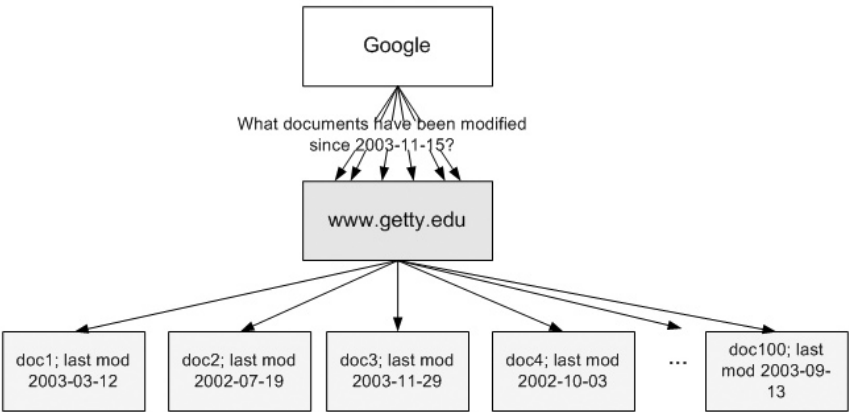 Google
What documents have been modified
since 2003-11-15?
www.getty.edu
doc1; last mod
2003-03-12
doc2; last mod
2002-07-19
doc3; last mod
2003-11-29
doc4; last mod
2002-10-03
...
doc100; last
mod 2003-09-
13